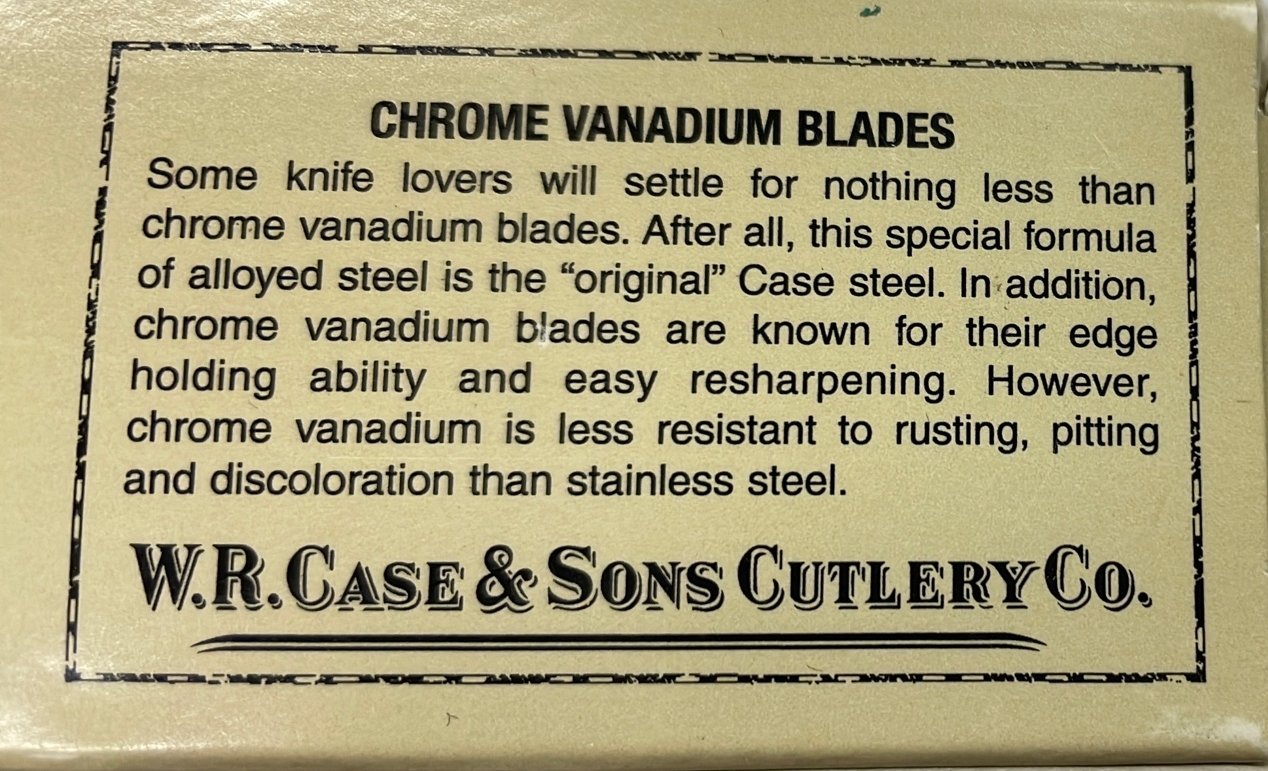 CHROME VANADIUM BLADES
Some knife lovers will settle for nothing less than
chrome vanadium blades. After all, this special formula
of alloyed steel is the “original” Case steel. In addition,
chrome vanadium blades are known for their edge
holding ability and easy resharpening. However,
chrome vanadium is less resistant to rusting, pitting
and discoloration than stainless steel.
W.R. CASE & SONS CUTLERY CO.